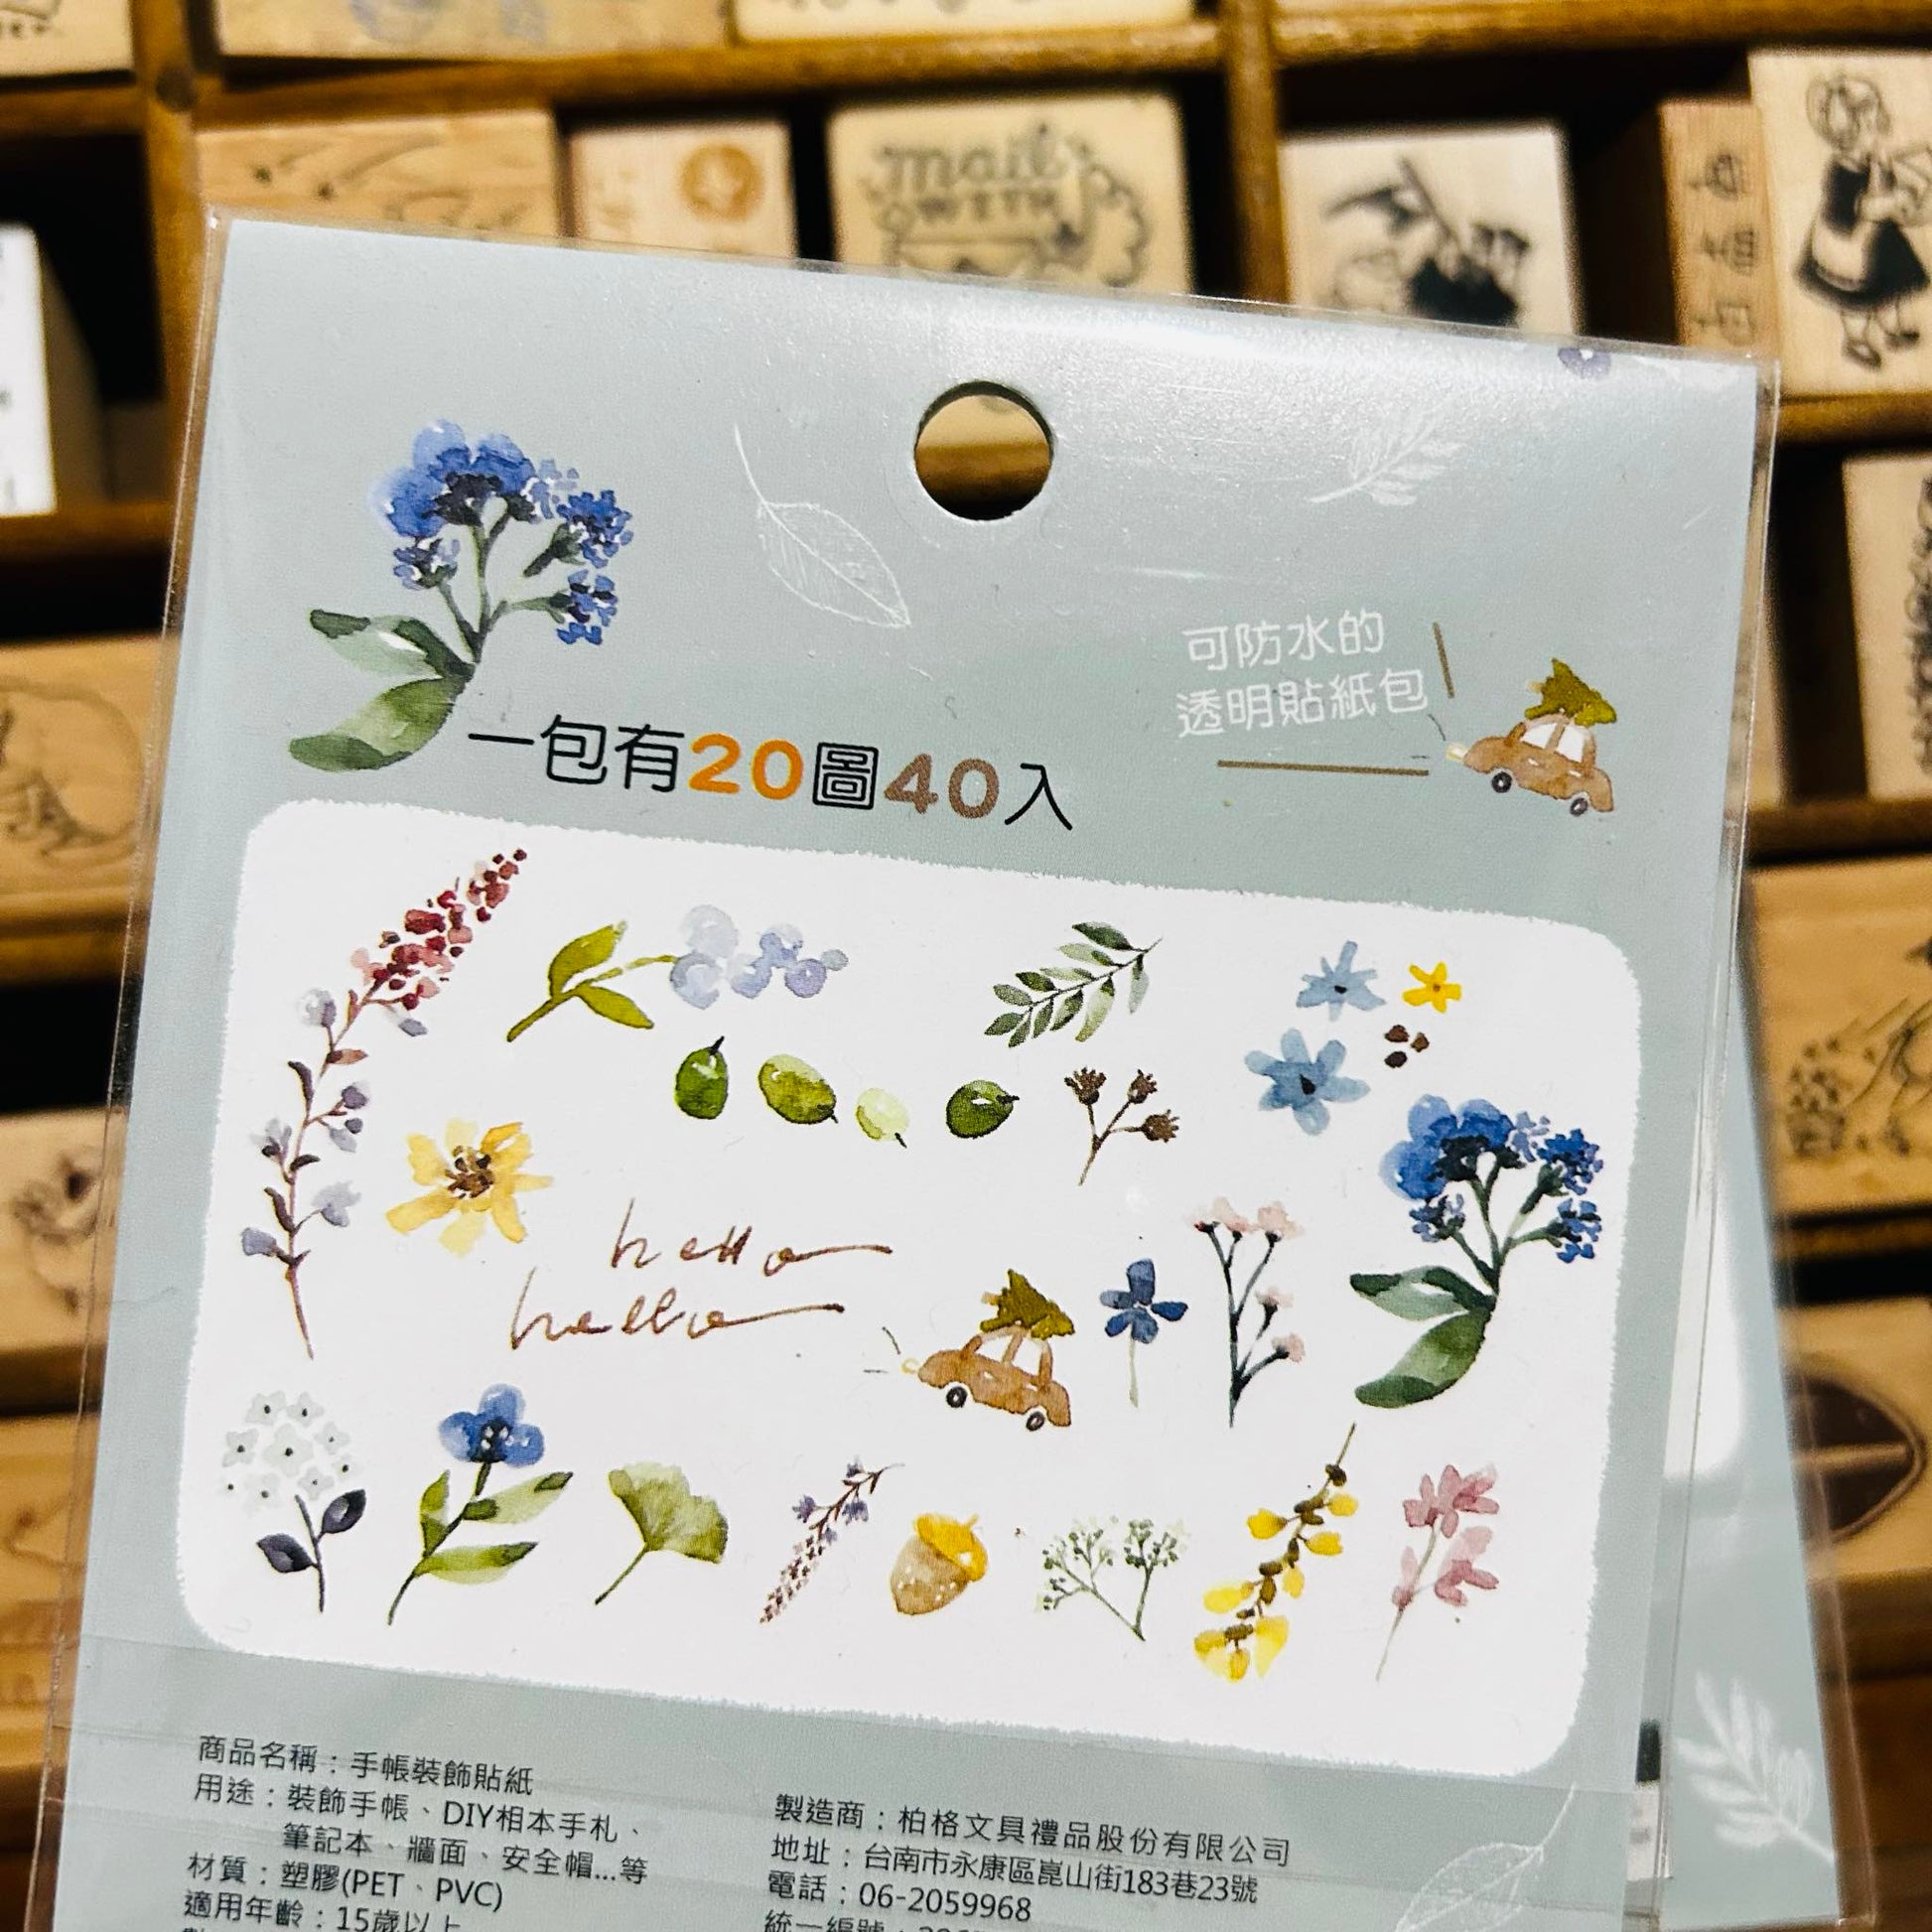 mail
WITH
可防水的
透明貼紙包
一包有20圖40入
hello
hello
商品名稱：手帳裝飾貼紙
用途：裝飾手帳、DIY相本手札、
筆記本、牆面、安全帽...等
材質：塑膠(PET、PVC)
適用年齡：15歲以上
製造商：柏格文具禮品股份有限公司
地址：台南市永康區崑山街183巷23號
電話：06-2059968
統一編號：